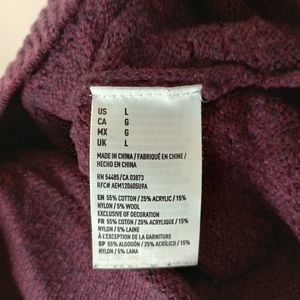 US L
CA G
MX G
UK L
MADE IN CHINA / FABRIQUÉ EN CHINE /
HECHO EN CHINA
RN 54485/CA 03873
RFC# AEM120605U9A
EN 55% COTTON / 25% ACRYLIC / 15%
NYLON / 5% WOOL
EXCLUSIVE OF DECORATION
FR 55% COTON / 25% ACRYLIQUE / 15%
NYLON / 5% LAINE
À L'EXCEPTION DE LA GARNITURE
SP 55% ALGODÓN / 25% ACRÍLICO / 15%
NYLON / 5% LANA